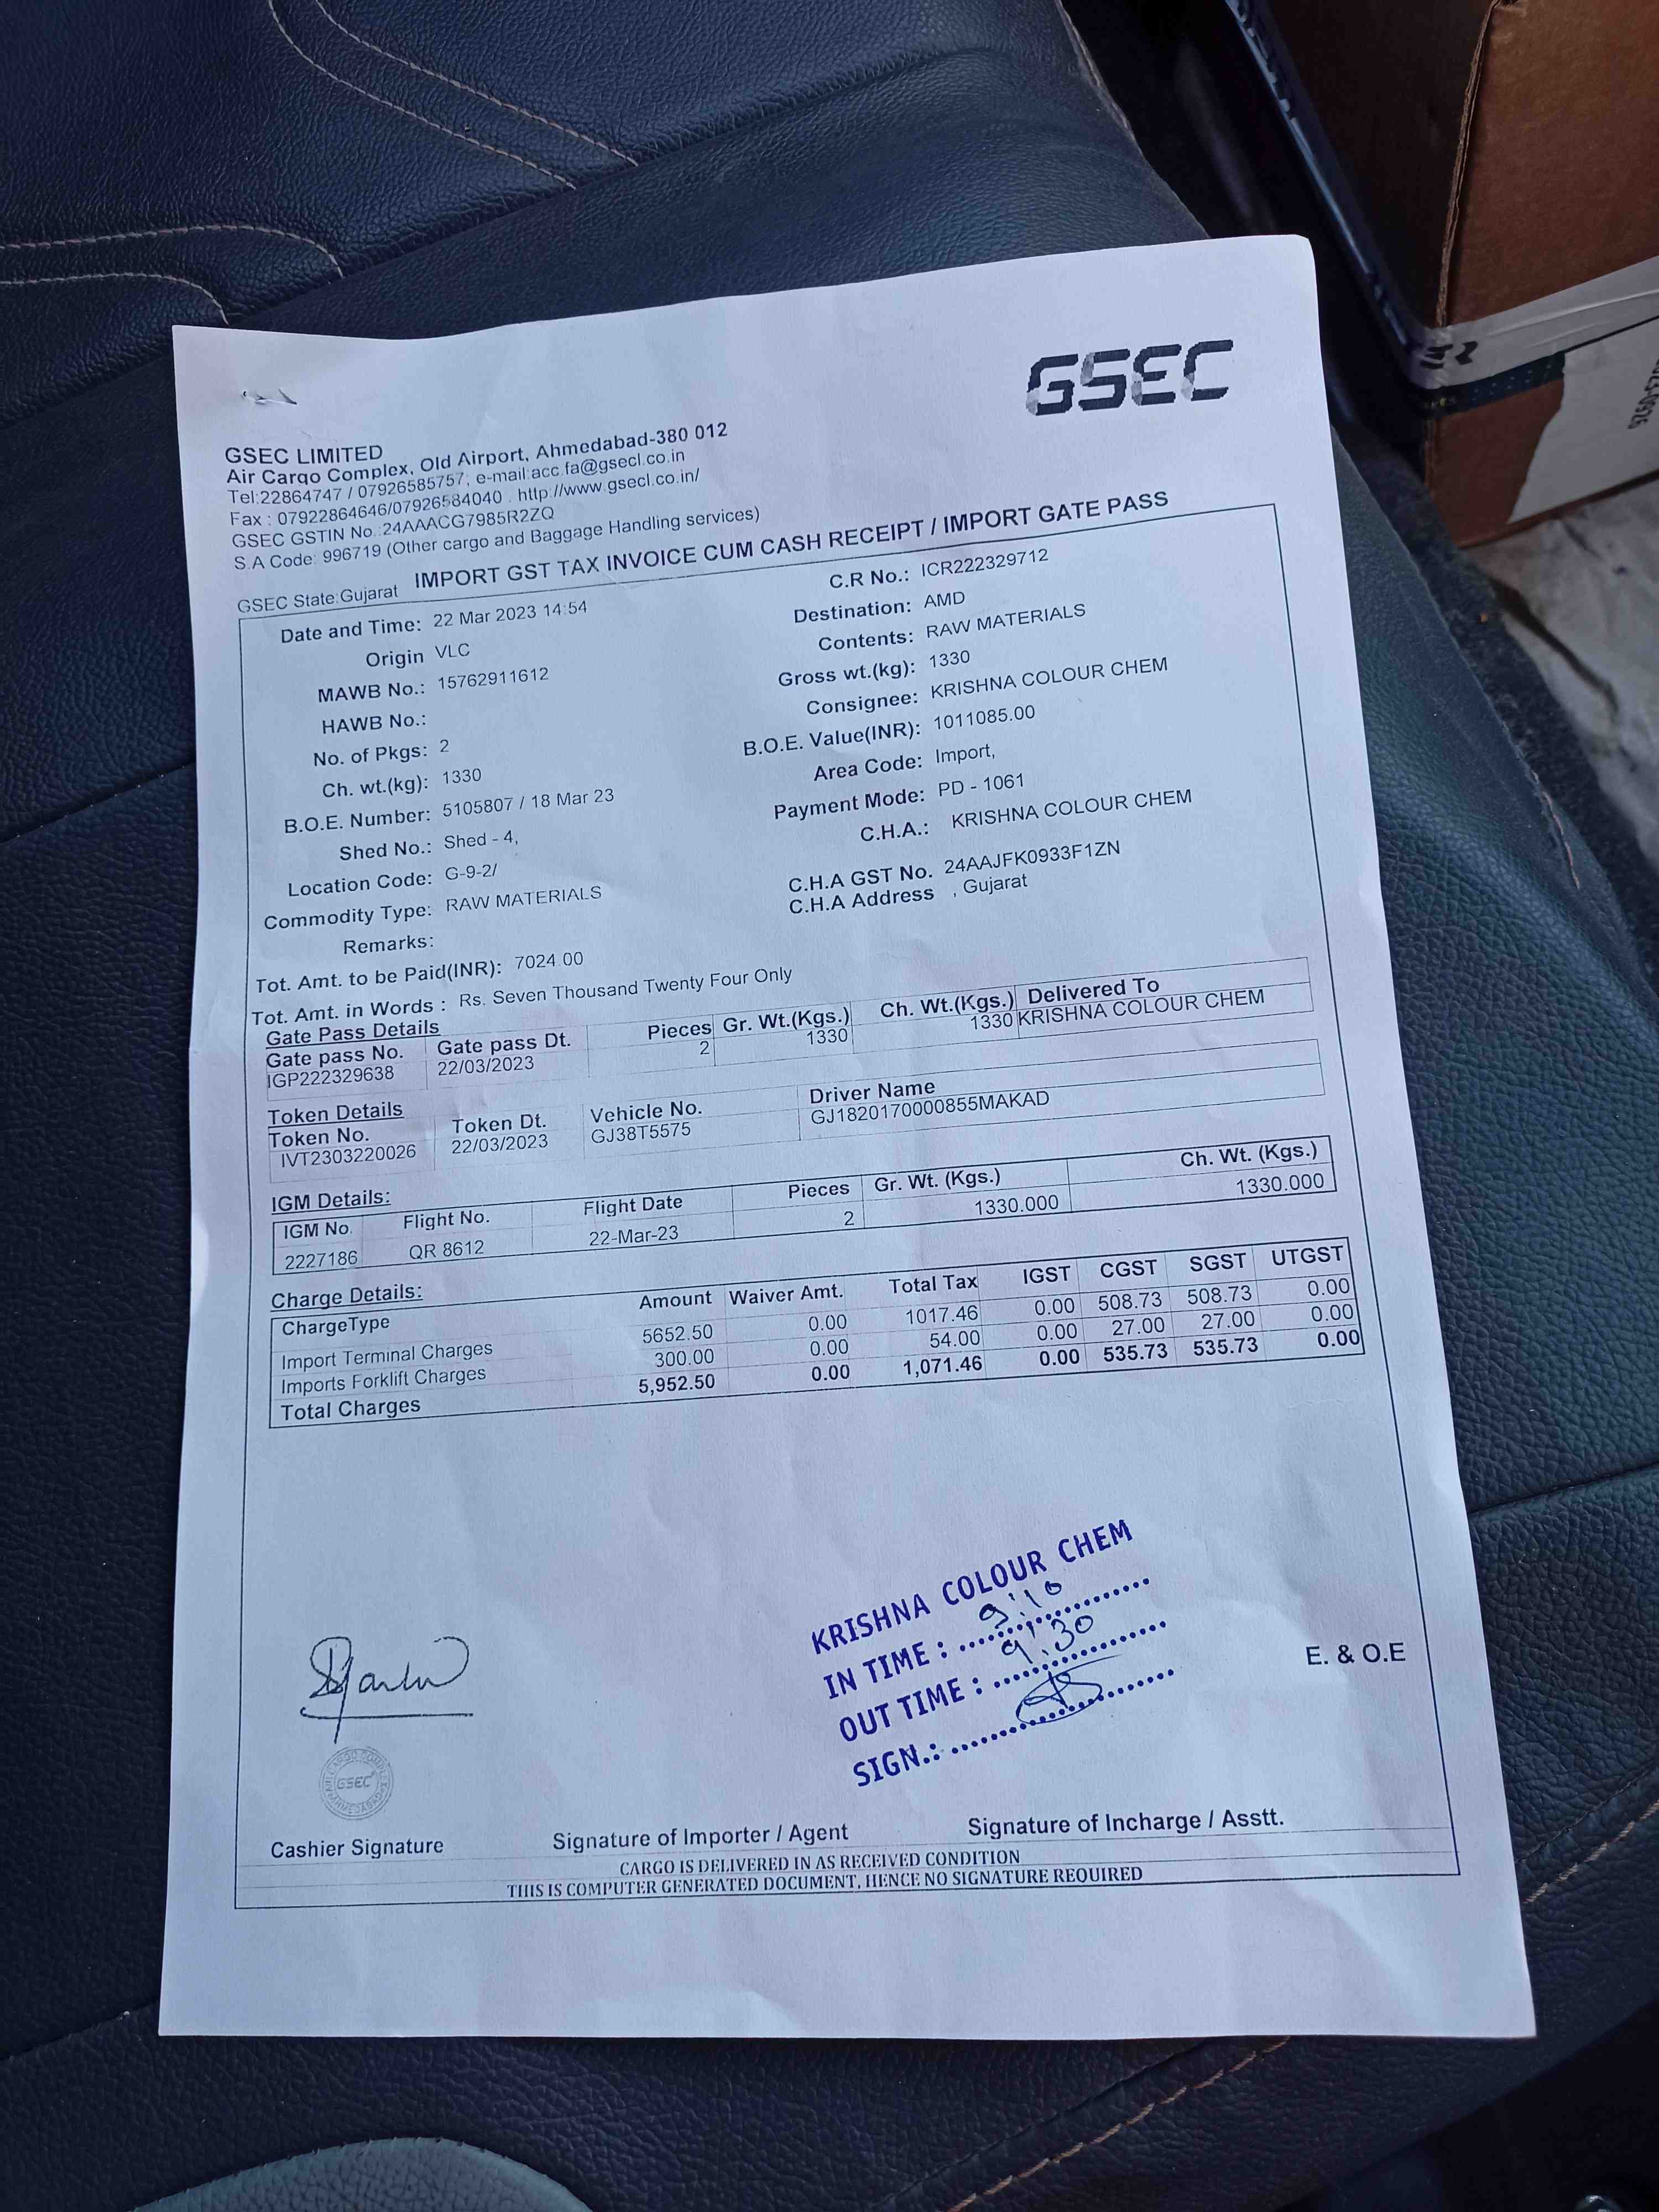 GSEC
GSEC LIMITED
Air Cargo Complex, Old Airport, Ahmedabad-380 012
Tel:22864747 / 07926585757; e-mail:acc.fa@gsecl.co.in
Fax : 07922864646/07926584040 . http://www.gsecl.co.in/
GSEC GSTIN No.:24AAACG7985R2ZQ
S.A Code: 996719 (Other cargo and Baggage Handling services)
GSEC State:Gujarat IMPORT GST TAX INVOICE CUM CASH RECEIPT / IMPORT GATE PASS
Date and Time: 22 Mar 2023 14:54 C.R No.: ICR222329712
Origin VLC Destination: AMD
MAWB No.: 15762911612 Contents: RAW MATERIALS
HAWB No.: Gross wt.(kg): 1330
No. of Pkgs: 2 Consignee: KRISHNA COLOUR CHEM
Ch. wt.(kg): 1330 B.O.E. Value(INR): 1011085.00
B.O.E. Number: 5105807 / 18 Mar 23 Area Code: Import,
Shed No.: Shed - 4, Payment Mode: PD - 1061
Location Code: G-9-2/ C.H.A.: KRISHNA COLOUR CHEM
Commodity Type: RAW MATERIALS C.H.A GST No. 24AAJFK0933F1ZN
Remarks: C.H.A Address , Gujarat
Tot. Amt. to be Paid(INR): 7024.00
Tot. Amt. in Words : Rs. Seven Thousand Twenty Four Only
Gate Pass Details
Gate pass No. Gate pass Dt. Pieces Gr. Wt.(Kgs.) Ch. Wt.(Kgs.) Delivered To
IGP222329638 22/03/2023 2 1330 1330 KRISHNA COLOUR CHEM
Token Details
Token No. Token Dt. Vehicle No. Driver Name
IVT2303220026 22/03/2023 GJ38T5575 GJ1820170000855MAKAD
IGM Details:
IGM No. Flight No. Flight Date Pieces Gr. Wt. (Kgs.) Ch. Wt. (Kgs.)
2227186 QR 8612 22-Mar-23 2 1330.000 1330.000
Charge Details:
ChargeType Amount Waiver Amt. Total Tax IGST CGST SGST UTGST
Import Terminal Charges 5652.50 0.00 1017.46 0.00 508.73 508.73 0.00
Imports Forklift Charges 300.00 0.00 54.00 0.00 27.00 27.00 0.00
Total Charges 5,952.50 0.00 1,071.46 0.00 535.73 535.73 0.00
KRISHNA COLOUR CHEM
IN TIME : 9:10
OUT TIME : 9:30
SIGN.:
E. & O.E
GSEC
Cashier Signature Signature of Importer / Agent Signature of Incharge / Asstt.
CARGO IS DELIVERED IN AS RECEIVED CONDITION
THIS IS COMPUTER GENERATED DOCUMENT, HENCE NO SIGNATURE REQUIRED